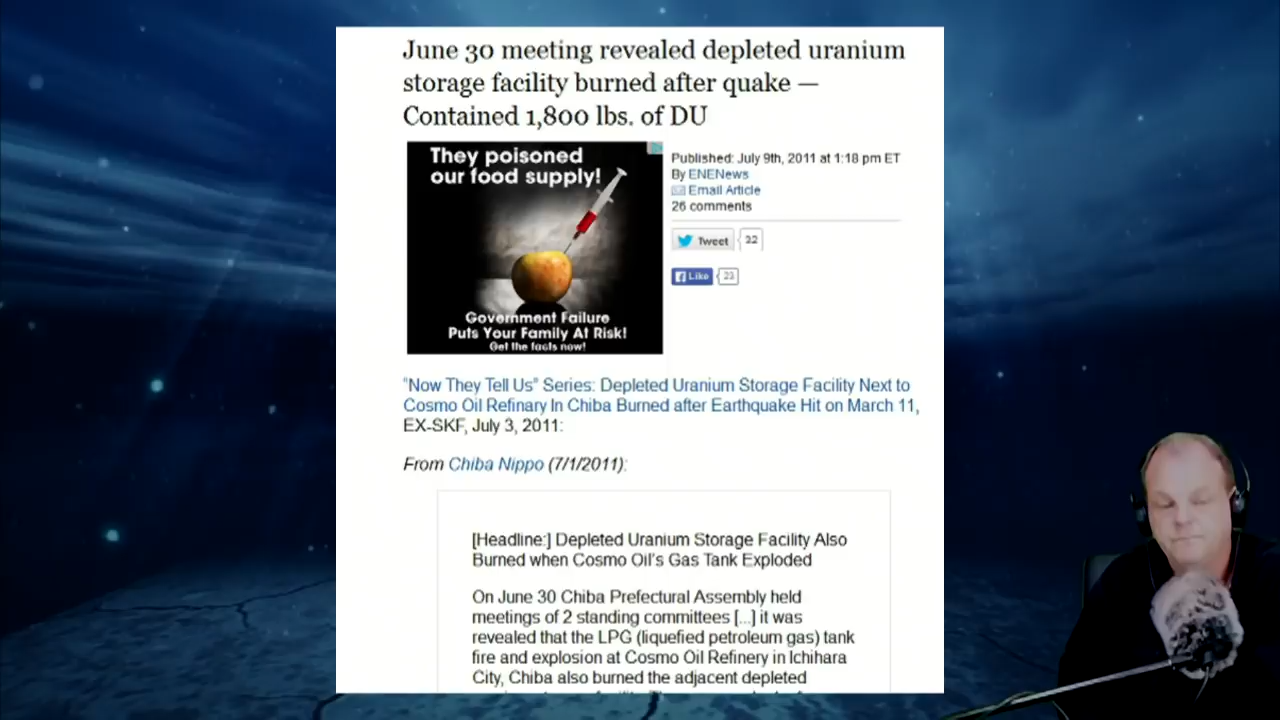 June 30 meeting revealed depleted uranium
storage facility burned after quake —
Contained 1,800 lbs. of DU
They poisoned
our food supply!
Government Failure
Puts Your Family At Risk!
Get the facts now!
Published: July 9th, 2011 at 1:18 pm ET
By ENENews
Email Article
26 comments
Tweet 22
Like 23
"Now They Tell Us" Series: Depleted Uranium Storage Facility Next to
Cosmo Oil Refinary In Chiba Burned after Earthquake Hit on March 11,
EX-SKF, July 3, 2011:
From Chiba Nippo (7/1/2011):
[Headline:] Depleted Uranium Storage Facility Also
Burned when Cosmo Oil's Gas Tank Exploded
On June 30 Chiba Prefectural Assembly held
meetings of 2 standing committees [...] it was
revealed that the LPG (liquefied petroleum gas) tank
fire and explosion at Cosmo Oil Refinery in Ichihara
City, Chiba also burned the adjacent depleted